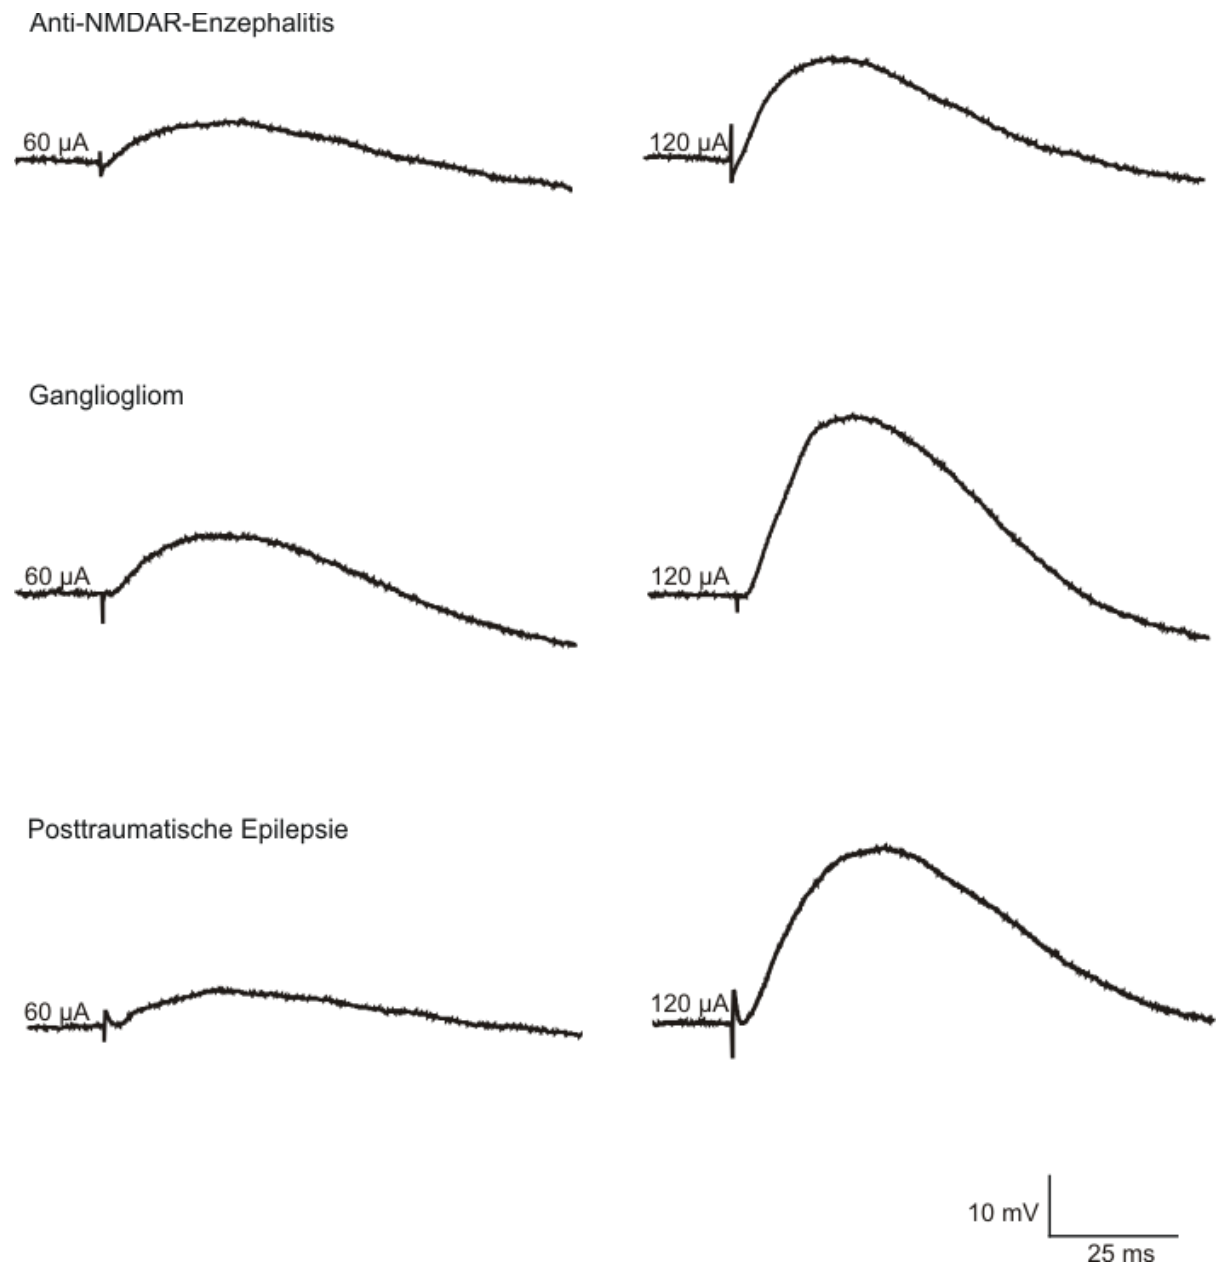 Anti-NMDAR-Enzephalitis
60 µA
120 µA
Gangliogliom
60 µA
120 µA
Posttraumatische Epilepsie
60 µA
120 µA
10 mV
25 ms